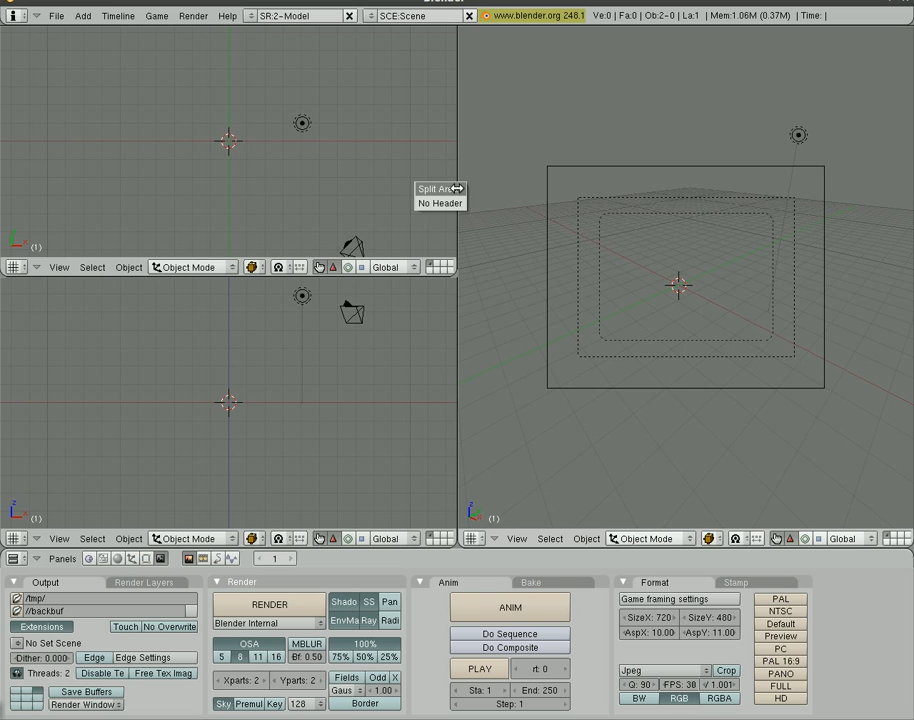 File Add Timeline Game Render Help SR:2-Model SCE:Scene www.blender.org 248.1 Ve:0 | Fa:0 | Ob:2-0 | La:1 | Mem:1.06M (0.37M) | Time: |
Split Area
No Header
(1)
View Select Object Object Mode Global
(1)
(1)
View Select Object Object Mode Global
View Select Object Object Mode Global
Panels 1
Output Render Layers
/tmp/
//backbuf
Extensions Touch No Overwrite
No Set Scene
Dither: 0.000 Edge Edge Settings
Threads: 2 Disable Te Free Tex Imag
Save Buffers
Render Window
Render
RENDER
Blender Internal
Shado SS Pan
EnvMa Ray Radi
OSA MBLUR 100%
5 8 11 16 Bf: 0.50 75% 50% 25%
Xparts: 2 Yparts: 2 Fields Odd X
Gaus 1.00
Sky Premul Key 128 Border
Anim Bake
ANIM
Do Sequence
Do Composite
PLAY rt: 0
Sta: 1 End: 250
Step: 1
Format Stamp
Game framing settings
SizeX: 720 SizeY: 480
AspX: 10.00 AspY: 11.00
Jpeg Crop
Q: 90 FPS: 30 / 1.001
BW RGB RGBA
PAL
NTSC
Default
Preview
PC
PAL 16:9
PANO
FULL
HD